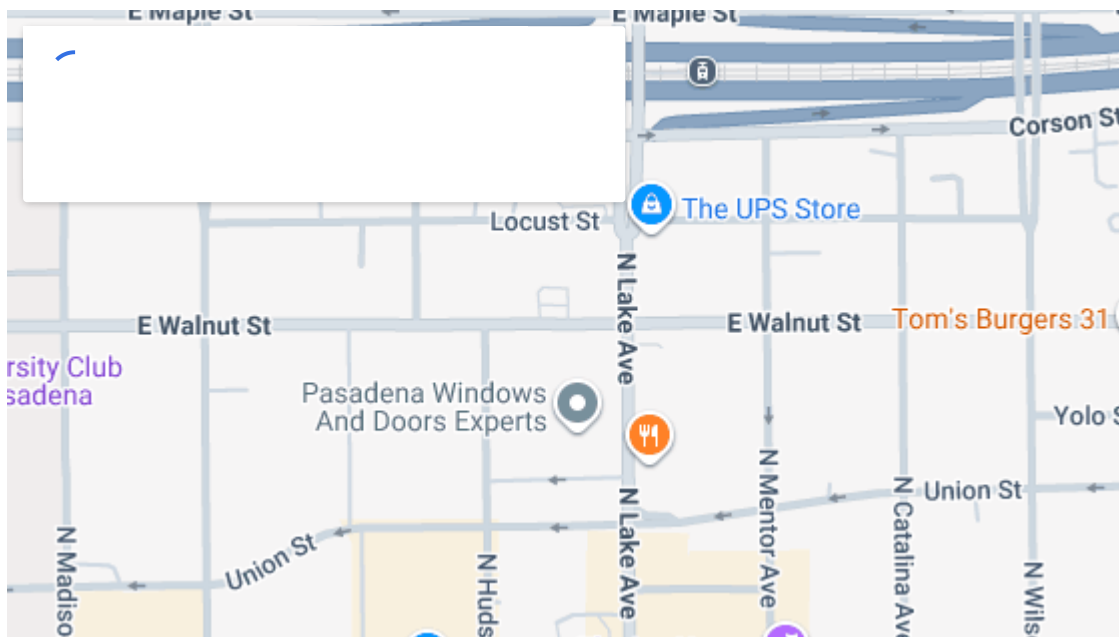 E Maple St
E Maple St
Corson St
The UPS Store
Locust St
N Lake Ave
E Walnut St
E Walnut St
Tom's Burgers 31
rsity Club
sadena
Pasadena Windows
And Doors Experts
Yolo S
N Mentor Ave
N Catalina Ave
Union St
N Lake Ave
Union St
N Madiso
N Huds
N Wils